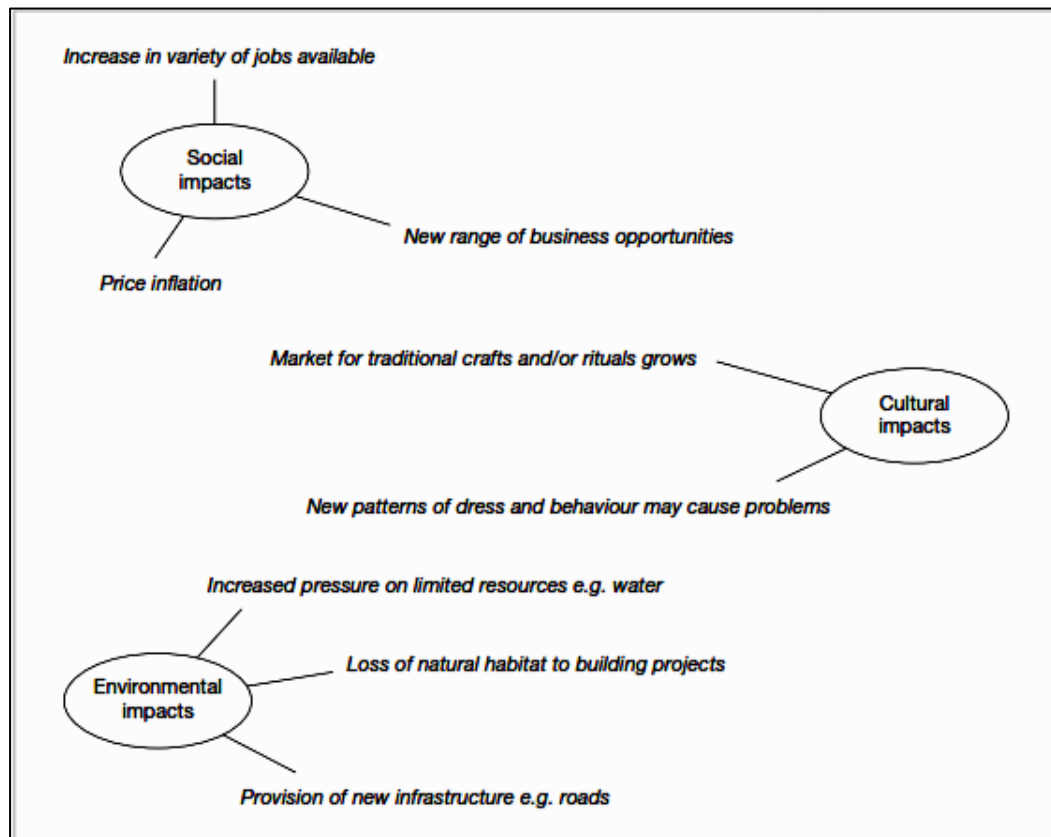 Increase in variety of jobs available
Social
impacts
New range of business opportunities
Price inflation
Market for traditional crafts and/or rituals grows
Cultural
impacts
New patterns of dress and behaviour may cause problems
Increased pressure on limited resources e.g. water
Loss of natural habitat to building projects
Environmental
impacts
Provision of new infrastructure e.g. roads